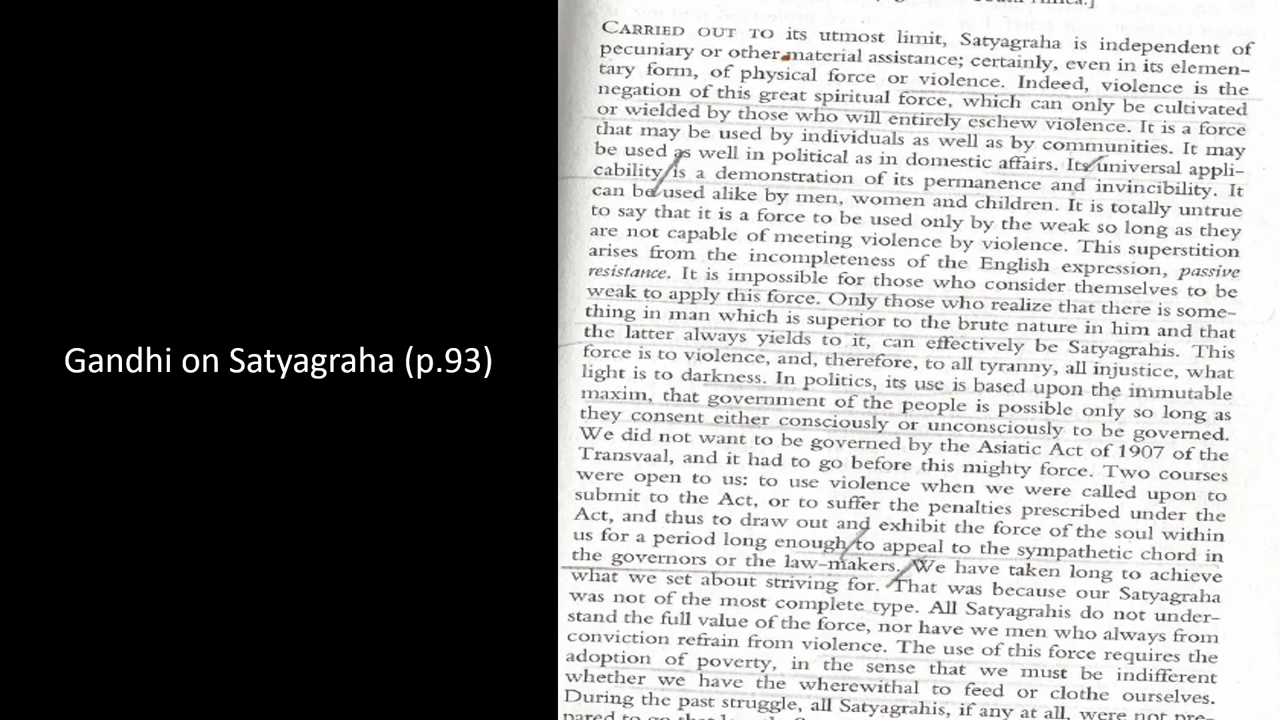 Gandhi on Satyagraha (p.93)
CARRIED OUT TO its utmost limit, Satyagraha is independent of
pecuniary or other material assistance; certainly, even in its elemen-
tary form, of physical force or violence. Indeed, violence is the
negation of this great spiritual force, which can only be cultivated
or wielded by those who will entirely eschew violence. It is a force
that may be used by individuals as well as by communities. It may
be used as well in political as in domestic affairs. Its universal appli-
cability is a demonstration of its permanence and invincibility. It
can be used alike by men, women and children. It is totally untrue
to say that it is a force to be used only by the weak so long as they
are not capable of meeting violence by violence. This superstition
arises from the incompleteness of the English expression, passive
resistance. It is impossible for those who consider themselves to be
weak to apply this force. Only those who realize that there is some-
thing in man which is superior to the brute nature in him and that
the latter always yields to it, can effectively be Satyagrahis. This
force is to violence, and, therefore, to all tyranny, all injustice, what
light is to darkness. In politics, its use is based upon the immutable
maxim, that government of the people is possible only so long as
they consent either consciously or unconsciously to be governed.
We did not want to be governed by the Asiatic Act of 1907 of the
Transvaal, and it had to go before this mighty force. Two courses
were open to us: to use violence when we were called upon to
submit to the Act, or to suffer the penalties prescribed under the
Act, and thus to draw out and exhibit the force of the soul within
us for a period long enough to appeal to the sympathetic chord in
the governors or the law-makers. We have taken long to achieve
what we set about striving for. That was because our Satyagraha
was not of the most complete type. All Satyagrahis do not under-
stand the full value of the force, nor have we men who always from
conviction refrain from violence. The use of this force requires the
adoption of poverty, in the sense that we must be indifferent
whether we have the wherewithal to feed or clothe ourselves.
During the past struggle, all Satyagrahis, if any at all, were not pre-